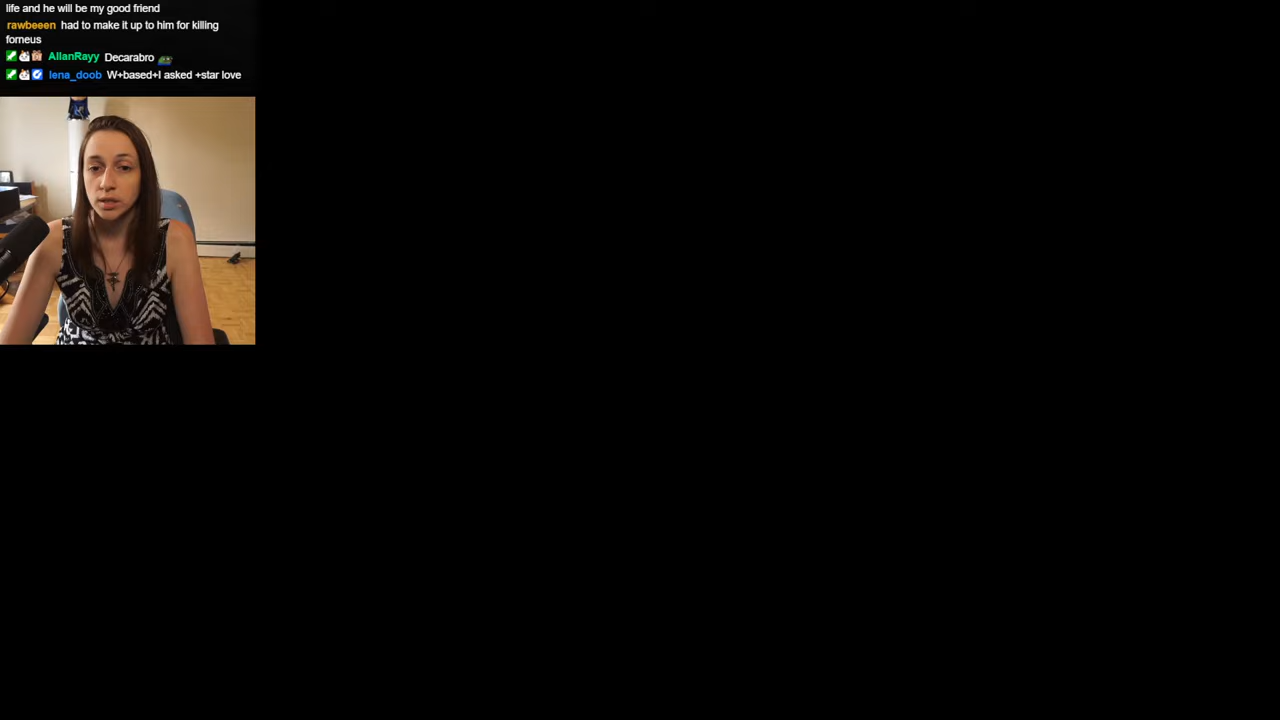 life and he will be my good friend
rawbeeen had to make it up to him for killing
forneus
AllanRayy Decarabro
lena_doob W+based+I asked +star love